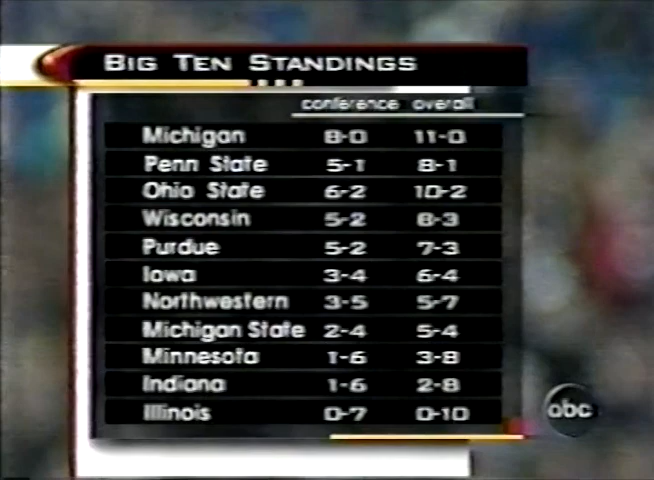 BIG TEN STANDINGS
conference overall
Michigan 8-0 11-0
Penn State 5-1 8-1
Ohio State 6-2 10-2
Wisconsin 5-2 8-3
Purdue 5-2 7-3
Iowa 3-4 6-4
Northwestern 3-5 5-7
Michigan State 2-4 5-4
Minnesota 1-6 3-8
Indiana 1-6 2-8
Illinois 0-7 0-10
abc